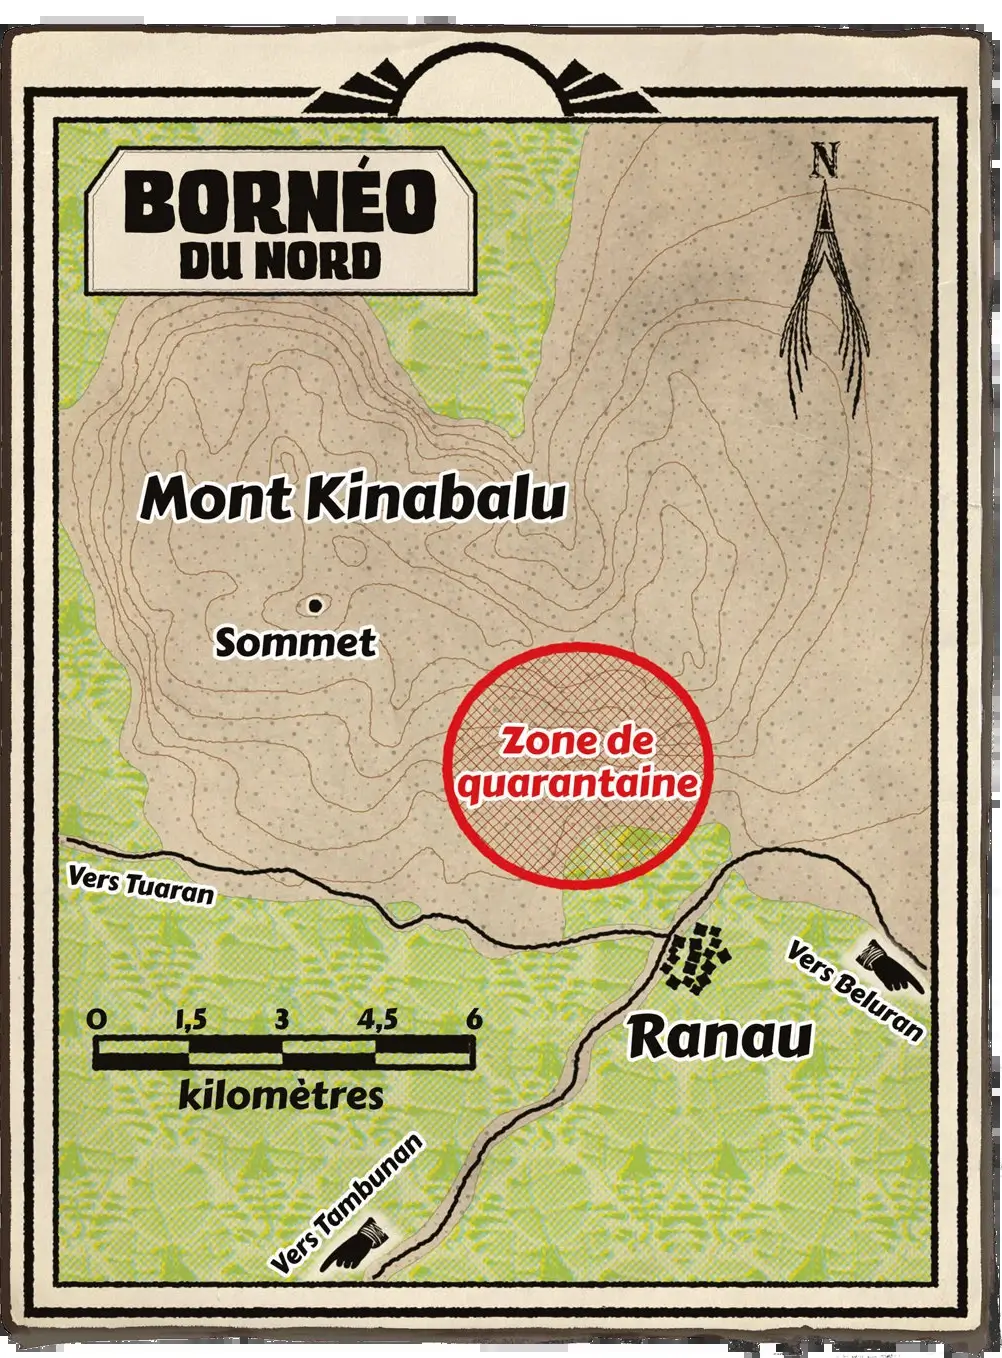 BORNÉO
DU NORD
N
Mont Kinabalu
Sommet
Zone de
quarantaine
Vers Tuaran
Vers Beluran
Ranau
0 1,5 3 4,5 6
kilomètres
Vers Tambunan